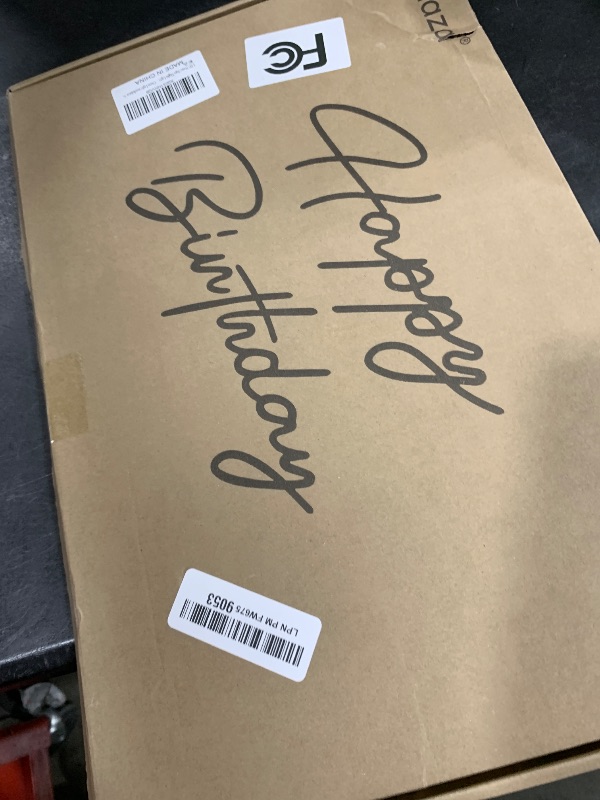 Happy
Birthday
FC
MADE IN CHINA
LPN PM FW675 9053